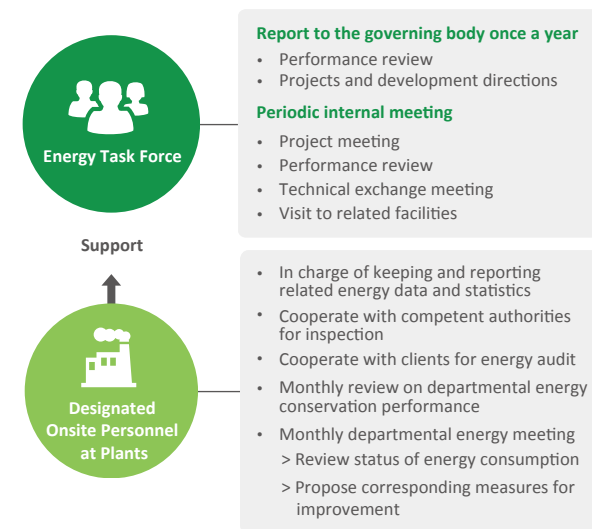 Energy Task Force
Report to the governing body once a year
• Performance review
• Projects and development directions
Periodic internal meeting
• Project meeting
• Performance review
• Technical exchange meeting
• Visit to related facilities
Support
Designated
Onsite Personnel
at Plants
• In charge of keeping and reporting
related energy data and statistics
• Cooperate with competent authorities
for inspection
• Cooperate with clients for energy audit
• Monthly review on departmental energy
conservation performance
• Monthly departmental energy meeting
> Review status of energy consumption
> Propose corresponding measures for
improvement